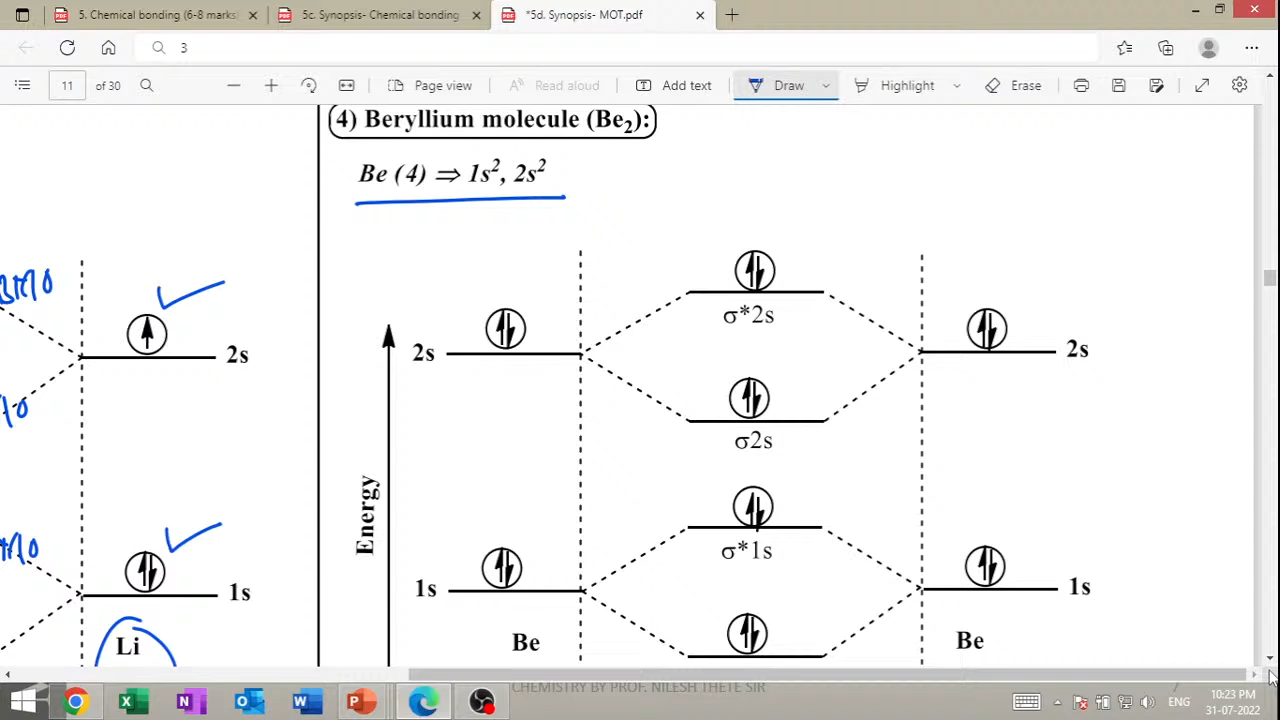 5. Chemical bonding (6-8 marks)
5c. Synopsis- Chemical bonding
*5d. Synopsis- MOT.pdf
3
11 of 30
Page view
Read aloud
Add text
Draw
Highlight
Erase
4) Beryllium molecule (Be₂):
Be (4) ⇒ 1s², 2s²
σ*2s
2s
2s
2s
σ2s
Energy
σ*1s
1s
1s
1s
Li
Be
Be
CHEMISTRY BY PROF. NILESH THETE SIR
ENG
10:23 PM
31-07-2022